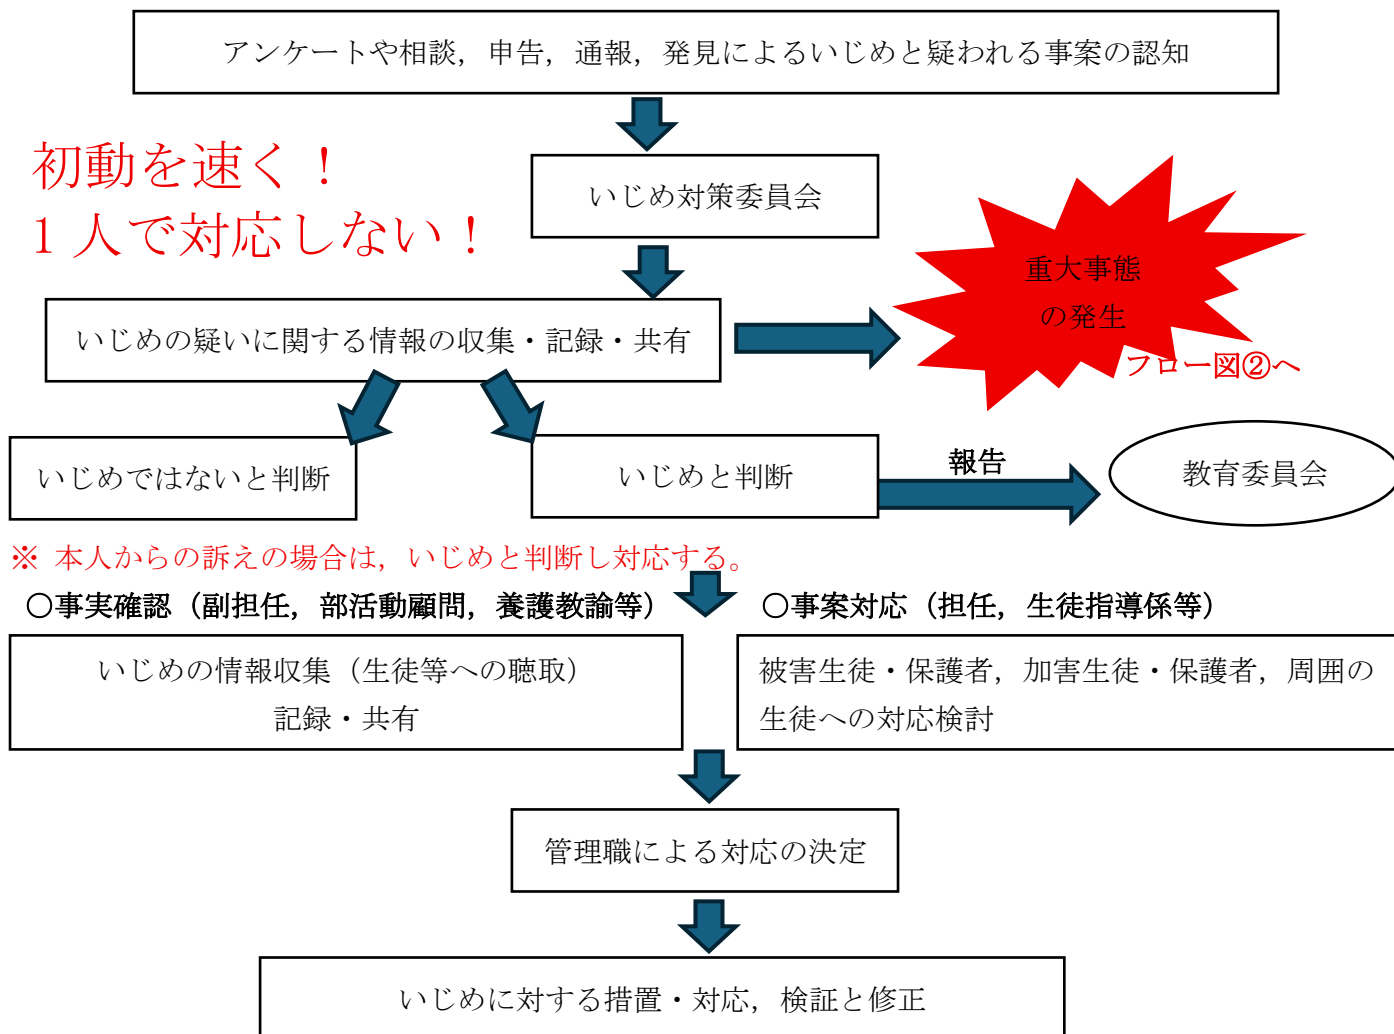 アンケートや相談，申告，通報，発見によるいじめと疑われる事案の認知
初動を速く！
１人で対応しない！
いじめ対策委員会
重大事態
の発生
フロー図②へ
いじめの疑いに関する情報の収集・記録・共有
いじめではないと判断
いじめと判断
報告
教育委員会
※ 本人からの訴えの場合は，いじめと判断し対応する。
○事実確認（副担任，部活動顧問，養護教諭等）
○事案対応（担任，生徒指導係等）
いじめの情報収集（生徒等への聴取）
記録・共有
被害生徒・保護者，加害生徒・保護者，周囲の
生徒への対応検討
管理職による対応の決定
いじめに対する措置・対応，検証と修正